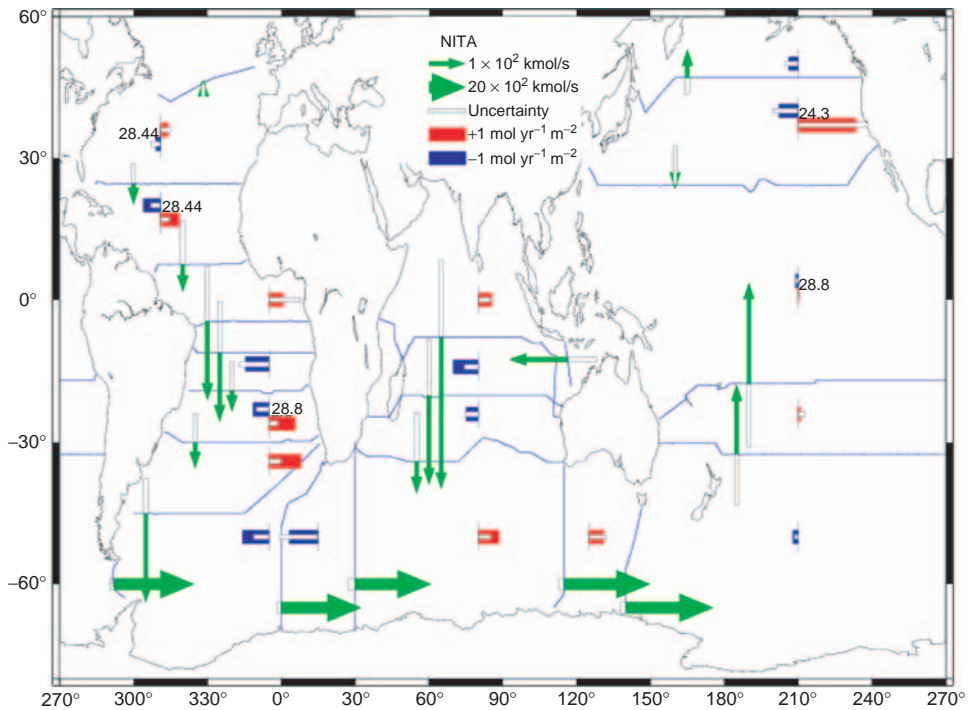 60°
30°
0°
−30°
−60°
NITA
1 × 10² kmol/s
20 × 10² kmol/s
Uncertainty
+1 mol yr⁻¹ m⁻²
−1 mol yr⁻¹ m⁻²
28.44
24.3
28.44
28.8
28.8
270° 300° 330° 0° 30° 60° 90° 120° 150° 180° 210° 240° 270°